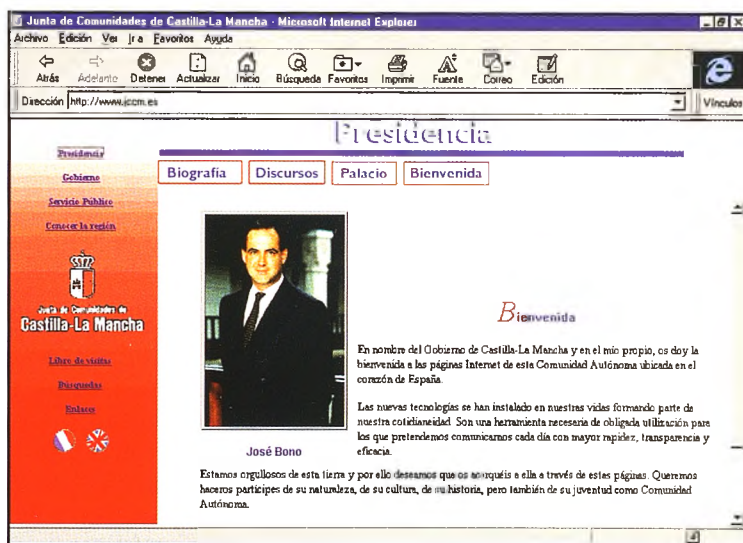 Junta de Comunidades de Castilla-La Mancha - Microsoft Internet Explorer
Archivo Edición Ver Ir a Favoritos Ayuda
Atrás Adelante Detener Actualizar Inicio Búsqueda Favoritos Imprimir Fuente Correo Edición
Dirección http://www.jccm.es Vínculos
Presidencia
Presidencia
Gobierno
Servicio Público
Conocer la región
Junta de Comunidades de
Castilla-La Mancha
Libro de visitas
Búsquedas
Enlaces
Biografía Discursos Palacio Bienvenida
José Bono
Bienvenida
En nombre del Gobierno de Castilla-La Mancha y en el mío propio, os doy la
bienvenida a las páginas Internet de esta Comunidad Autónoma ubicada en el
corazón de España.
Las nuevas tecnologías se han instalado en nuestras vidas formando parte de
nuestra cotidianeidad. Son una herramienta necesaria de obligada utilización para
los que pretendemos comunicarnos cada día con mayor rapidez, transparencia y
eficacia.
Estamos orgullosos de esta tierra y por ello deseamos que os acerquéis a ella a través de estas páginas. Queremos
haceros partícipes de su naturaleza, de su cultura, de su historia, pero también de su juventud como Comunidad
Autónoma.